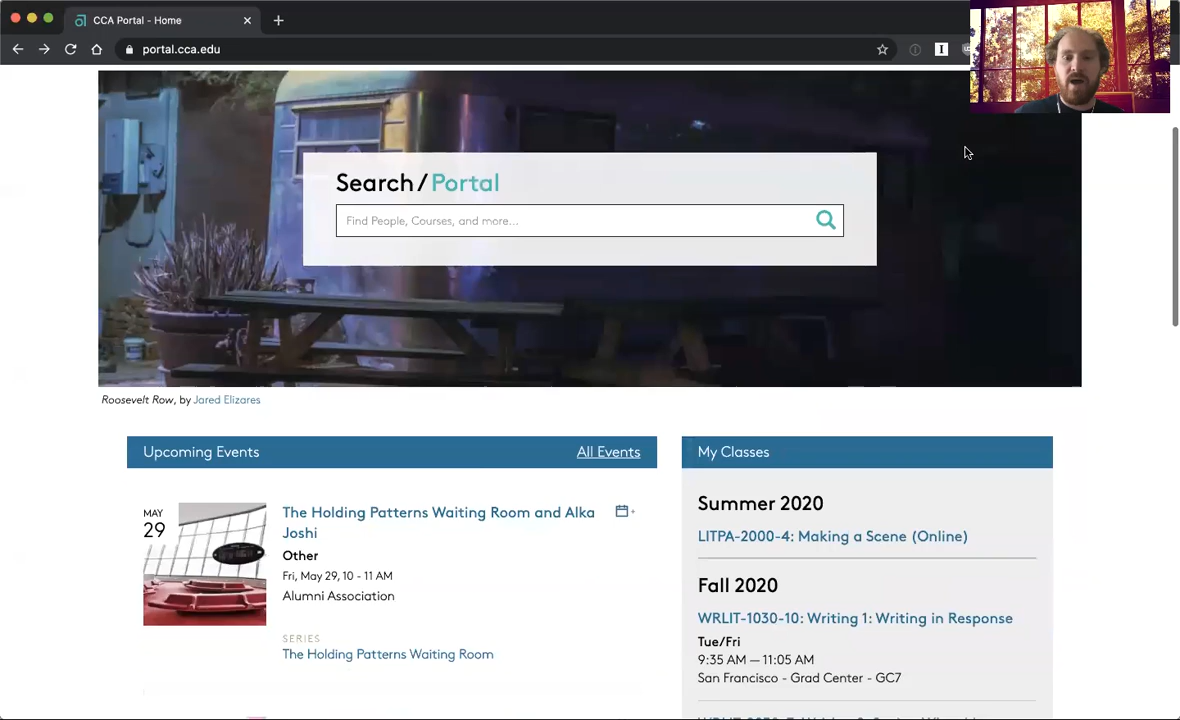 CCA Portal - Home
portal.cca.edu
Search / Portal
Find People, Courses, and more...
Roosevelt Row, by Jared Elizares
Upcoming Events
All Events
MAY
29
The Holding Patterns Waiting Room and Alka
Joshi
Other
Fri, May 29, 10 - 11 AM
Alumni Association
SERIES
The Holding Patterns Waiting Room
My Classes
Summer 2020
LITPA-2000-4: Making a Scene (Online)
Fall 2020
WRLIT-1030-10: Writing 1: Writing in Response
Tue/Fri
9:35 AM — 11:05 AM
San Francisco - Grad Center - GC7